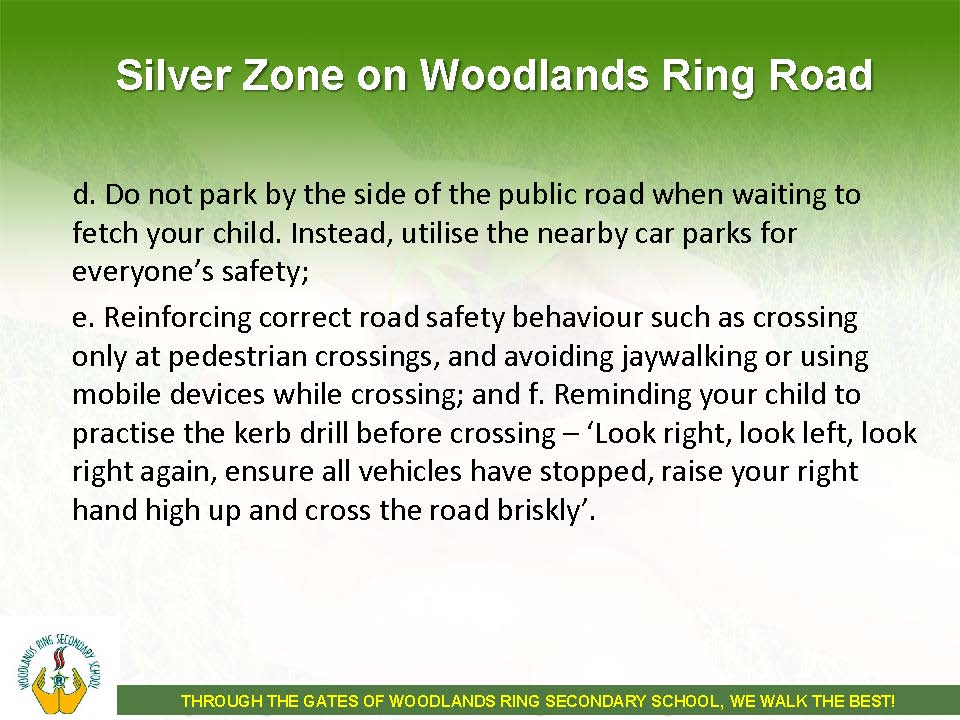 Silver Zone on Woodlands Ring Road
d. Do not park by the side of the public road when waiting to
fetch your child. Instead, utilise the nearby car parks for
everyone’s safety;
e. Reinforcing correct road safety behaviour such as crossing
only at pedestrian crossings, and avoiding jaywalking or using
mobile devices while crossing; and f. Reminding your child to
practise the kerb drill before crossing – ‘Look right, look left, look
right again, ensure all vehicles have stopped, raise your right
hand high up and cross the road briskly’.
WOODLANDS RING SECONDARY SCHOOL
R
THROUGH THE GATES OF WOODLANDS RING SECONDARY SCHOOL, WE WALK THE BEST!